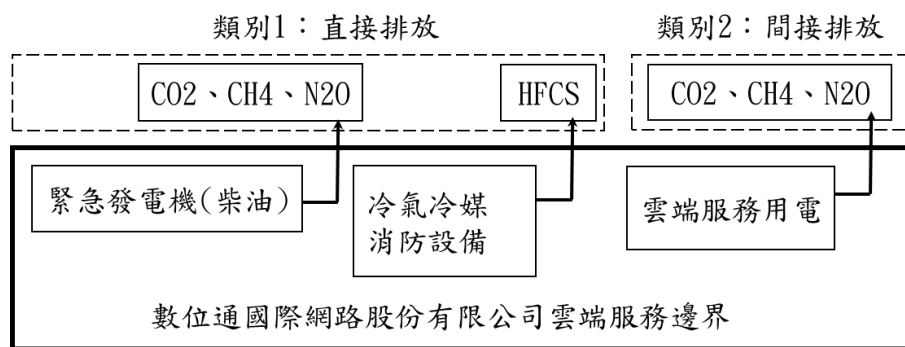 類別1：直接排放
類別2：間接排放
CO2、CH4、N2O
HFCS
CO2、CH4、N2O
緊急發電機(柴油)
冷氣冷媒
消防設備
雲端服務用電
數位通國際網路股份有限公司雲端服務邊界